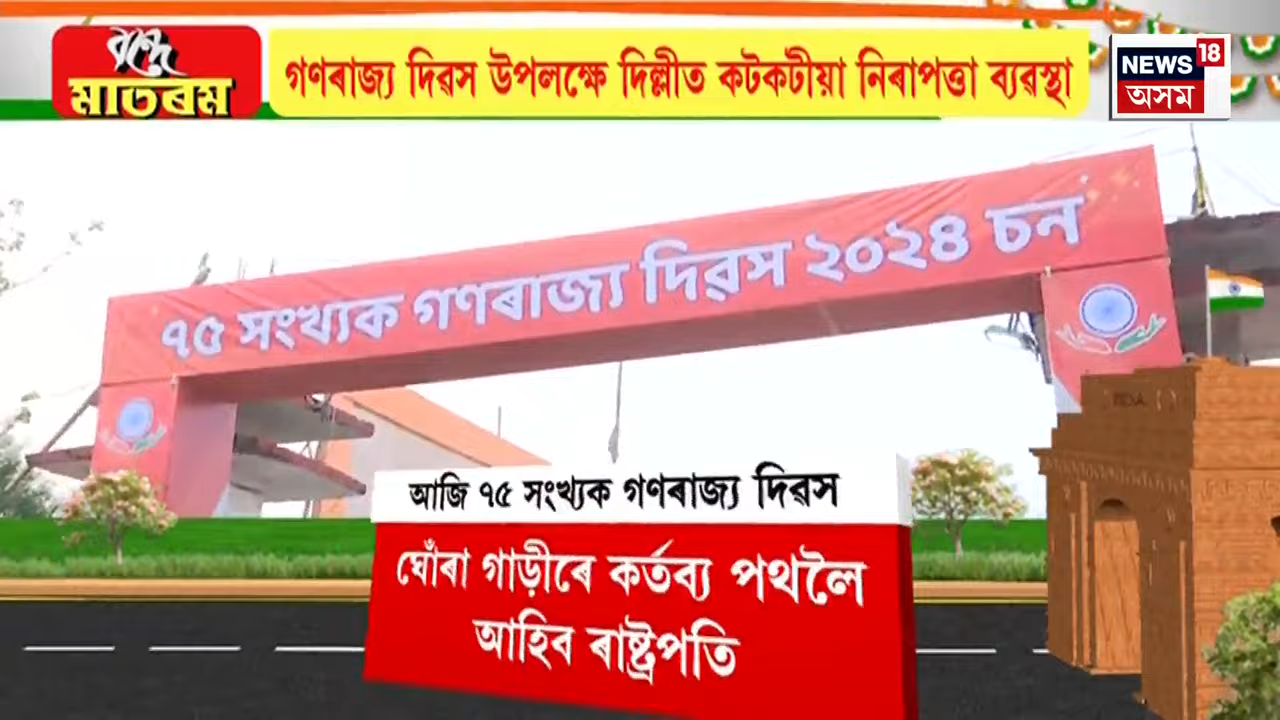 বন্দে
মাতৰম
গণৰাজ্য দিৱস উপলক্ষে দিল্লীত কটকটীয়া নিৰাপত্তা ব্যৱস্থা
NEWS 18
অসম
৭৫ সংখ্যক গণৰাজ্য দিৱস ২০২৪ চন
আজি ৭৫ সংখ্যক গণৰাজ্য দিৱস
ঘোঁৰা গাড়ীৰে কৰ্তব্য পথলৈ
আহিব ৰাষ্ট্ৰপতি